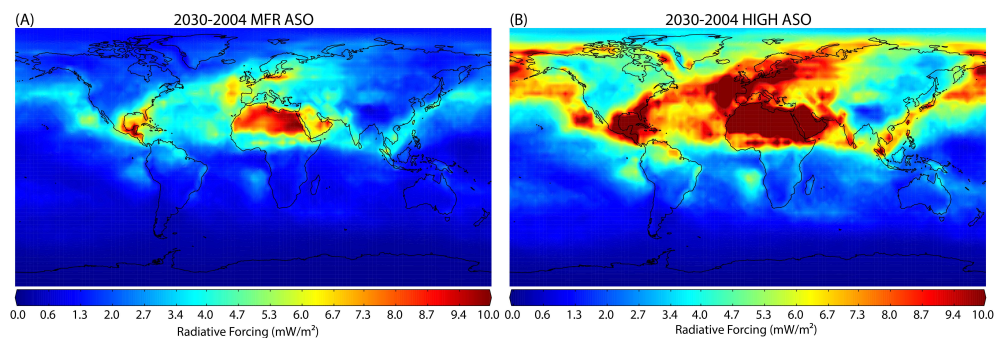 (A) 2030-2004 MFR ASO
0.0 0.6 1.3 2.0 2.7 3.4 4.0 4.7 5.3 6.0 6.7 7.3 8.0 8.7 9.4 10.0
Radiative Forcing (mW/m²)
(B) 2030-2004 HIGH ASO
0.0 0.6 1.3 2.0 2.7 3.4 4.0 4.7 5.3 6.0 6.7 7.3 8.0 8.7 9.4 10.0
Radiative Forcing (mW/m²)